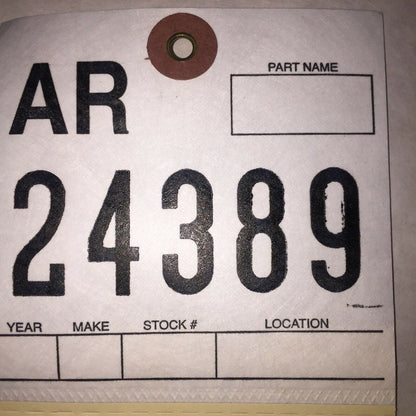 AR
PART NAME
24389
YEAR MAKE STOCK # LOCATION